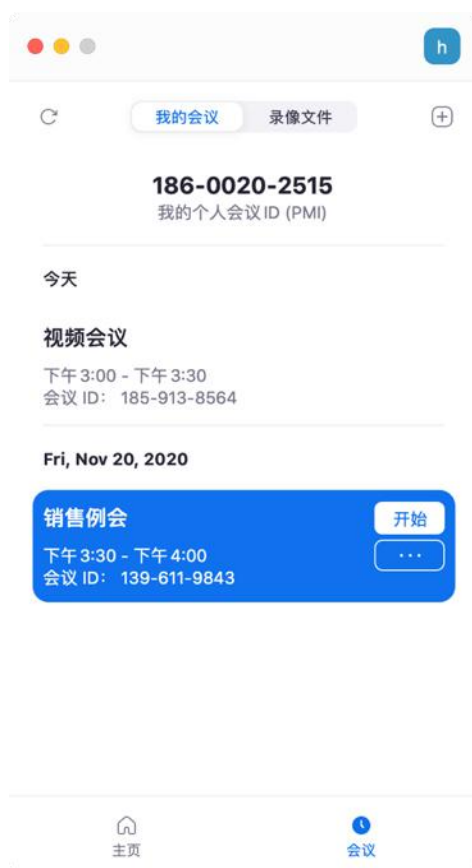 h
我的会议 录像文件
186-0020-2515
我的个人会议 ID (PMI)
今天
视频会议
下午 3:00 - 下午 3:30
会议 ID: 185-913-8564
Fri, Nov 20, 2020
销售例会
开始
下午 3:30 - 下午 4:00
...
会议 ID: 139-611-9843
主页 会议